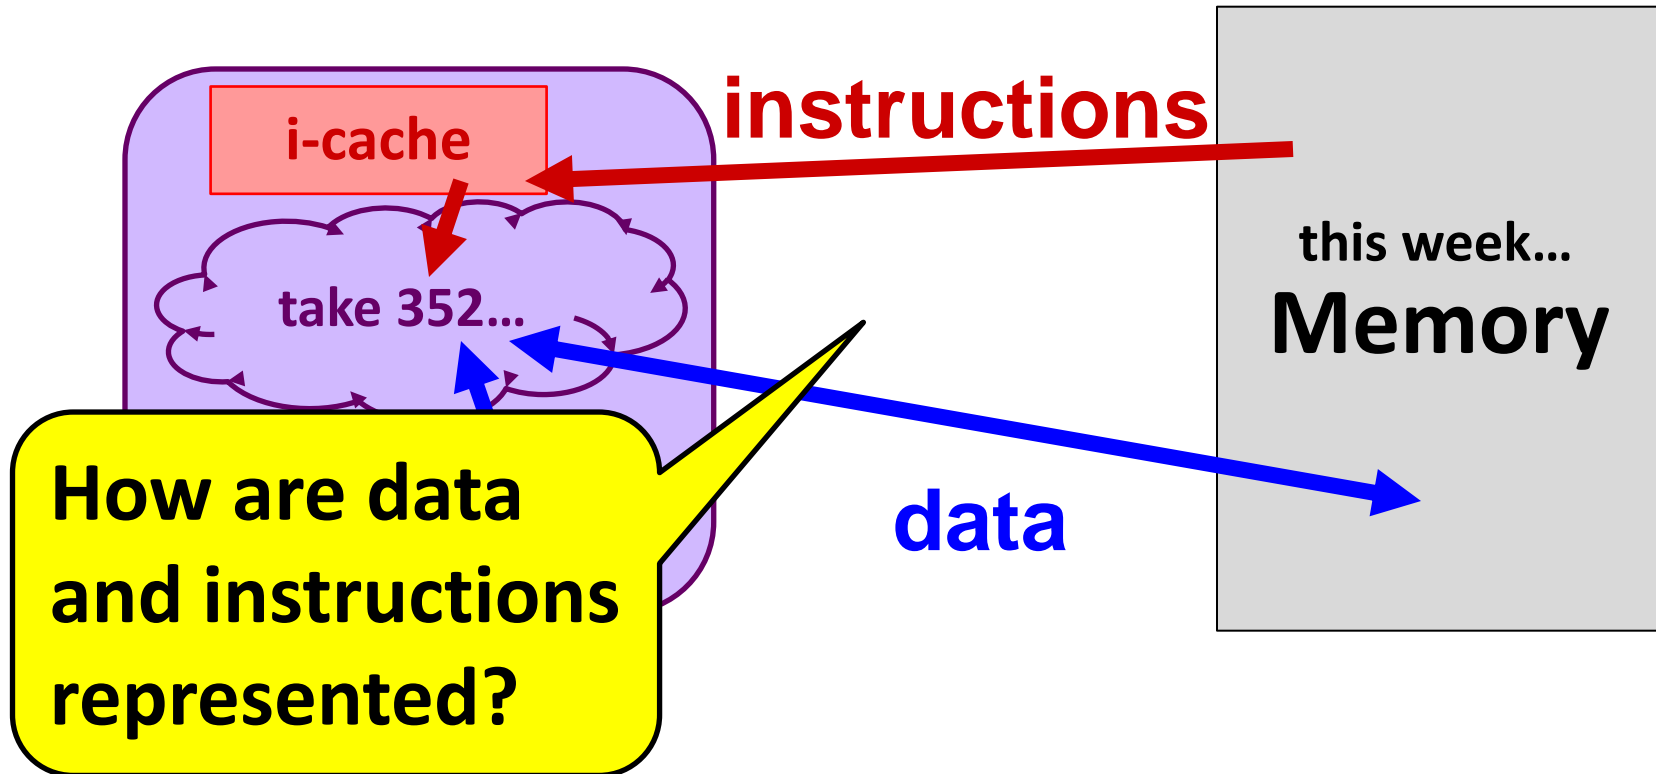 instructions
i-cache
this week…
take 352…
Memory
How are data
and instructions
represented?
data